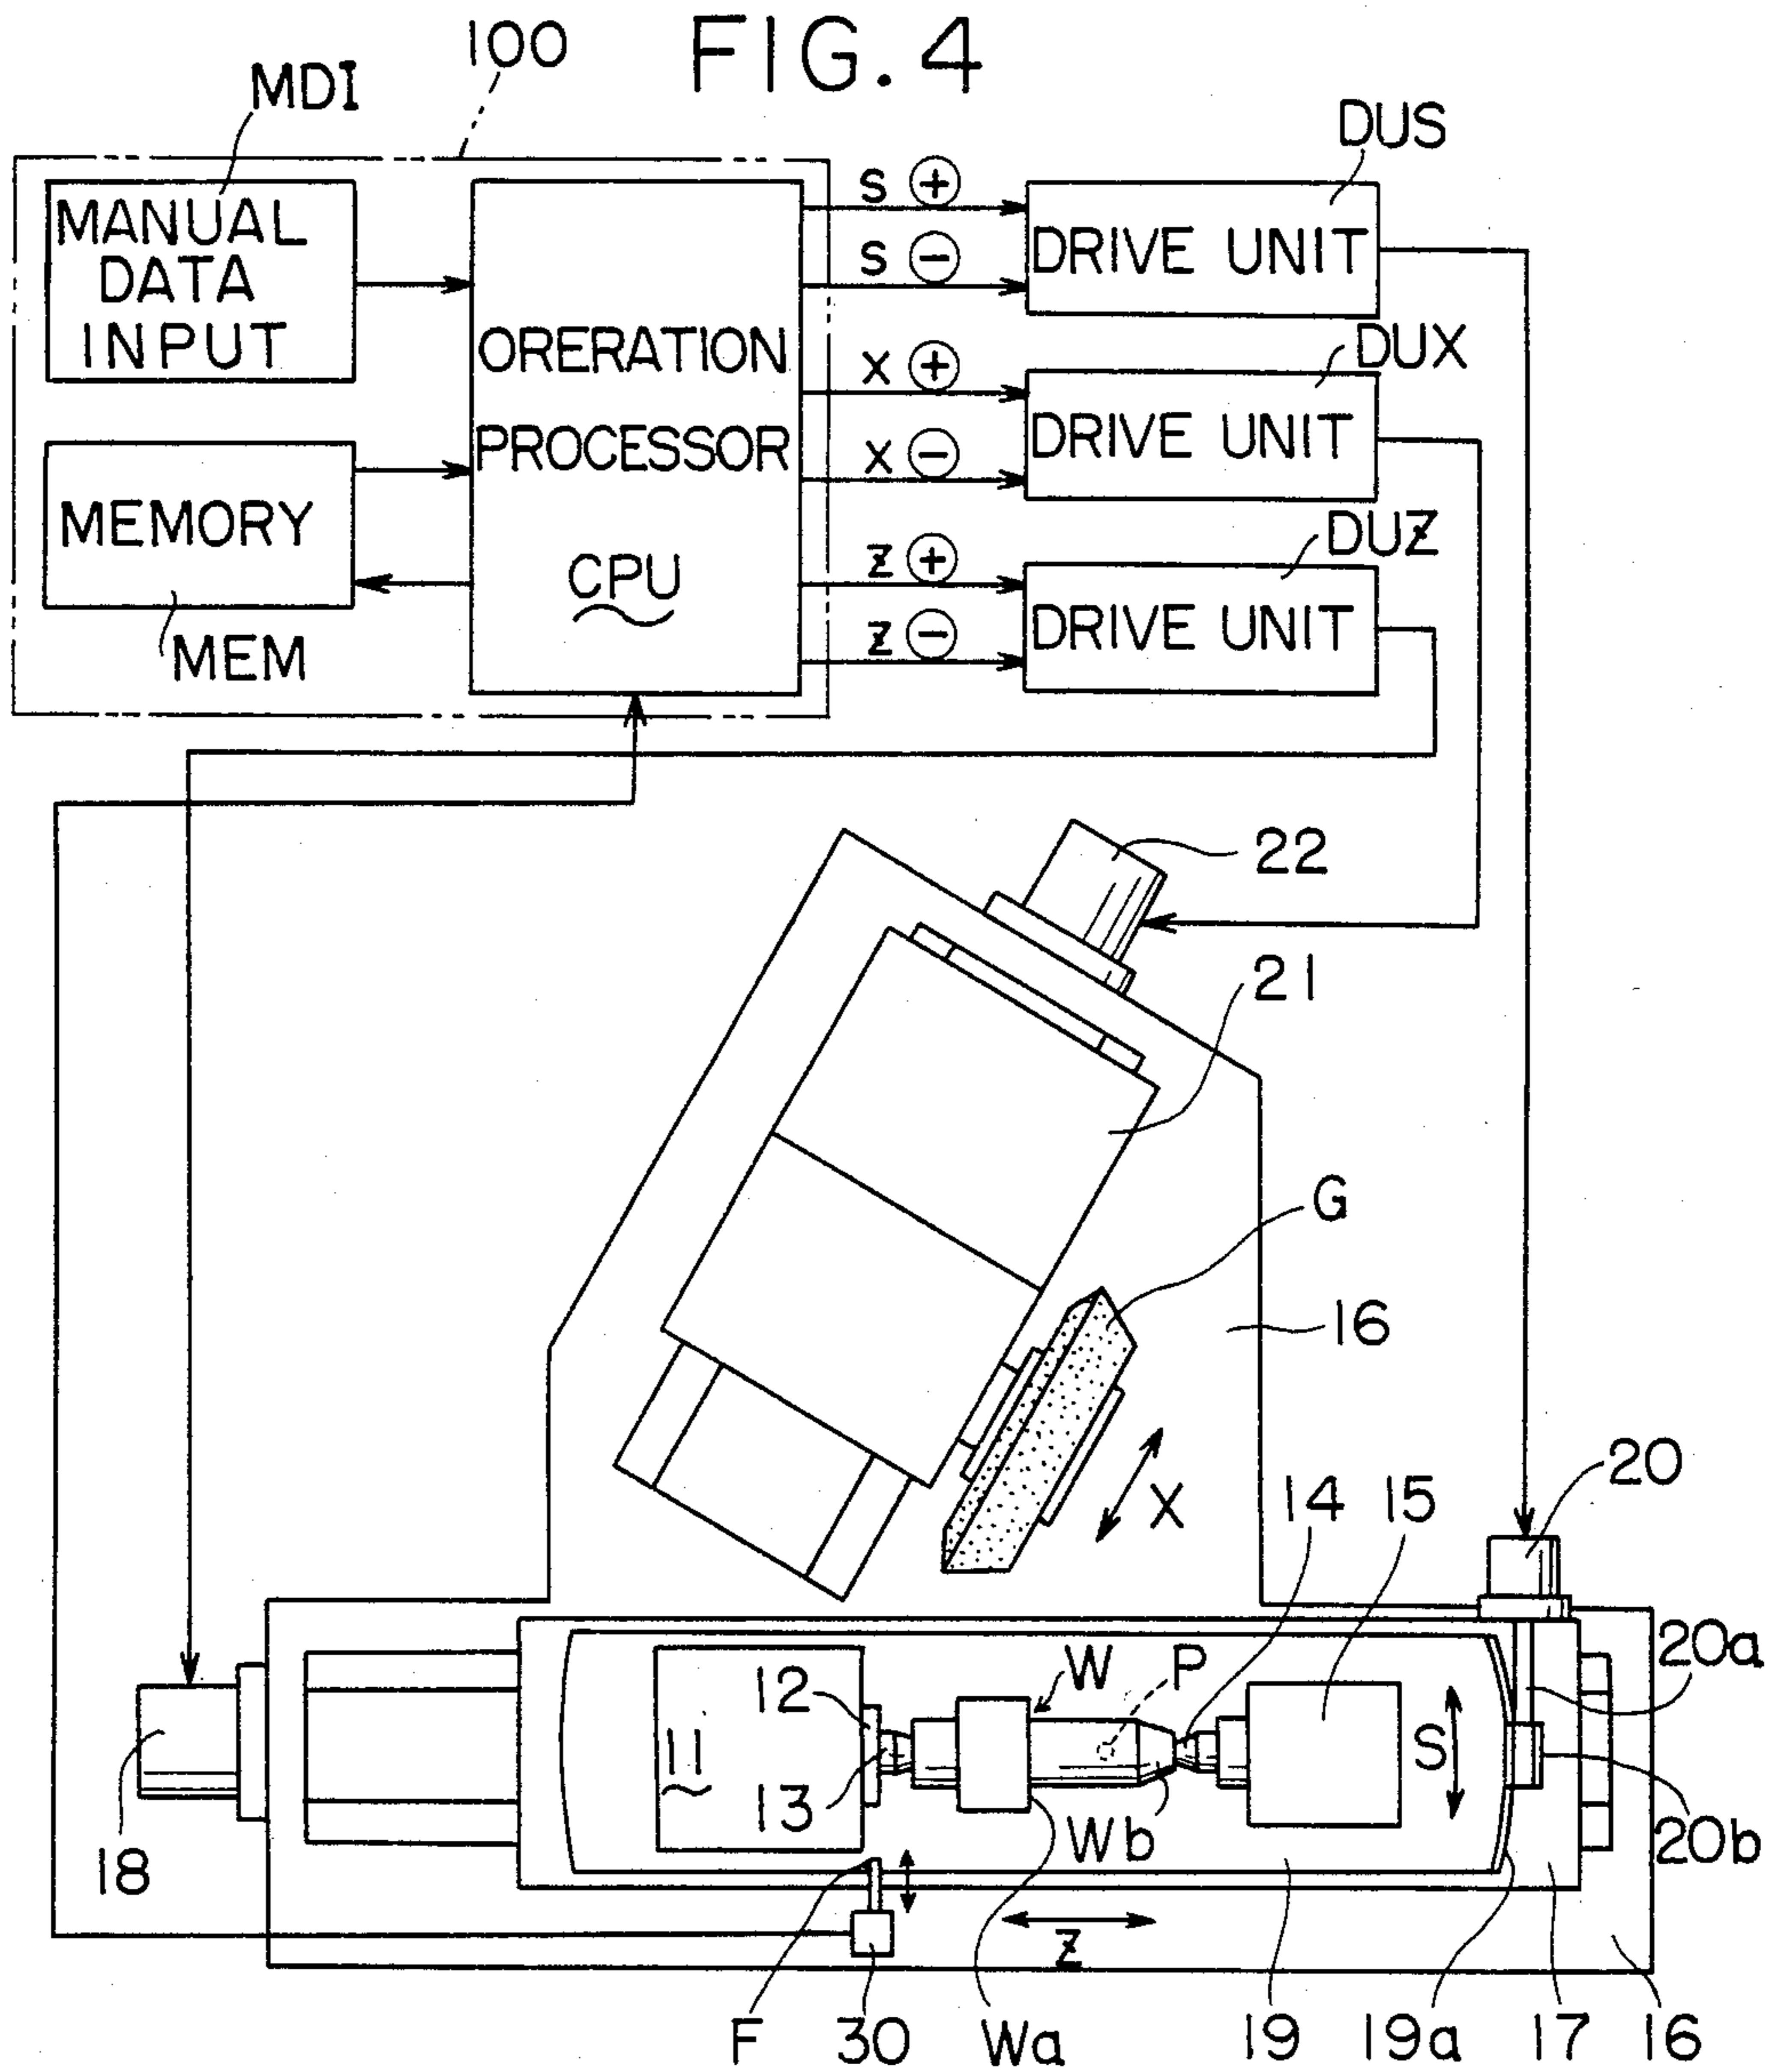 FIG. 4
100
MDI
DUS
MANUAL
DATA
INPUT
S +
S −
DRIVE UNIT
ORERATION
PROCESSOR
CPU
X +
X −
DUX
DRIVE UNIT
MEMORY
MEM
Z +
Z −
DUZ
DRIVE UNIT
22
21
G
16
X
14
15
20
20a
W
P
12
11
13
Wb
S
20b
18
Z
F
30
Wa
19
19a
17
16